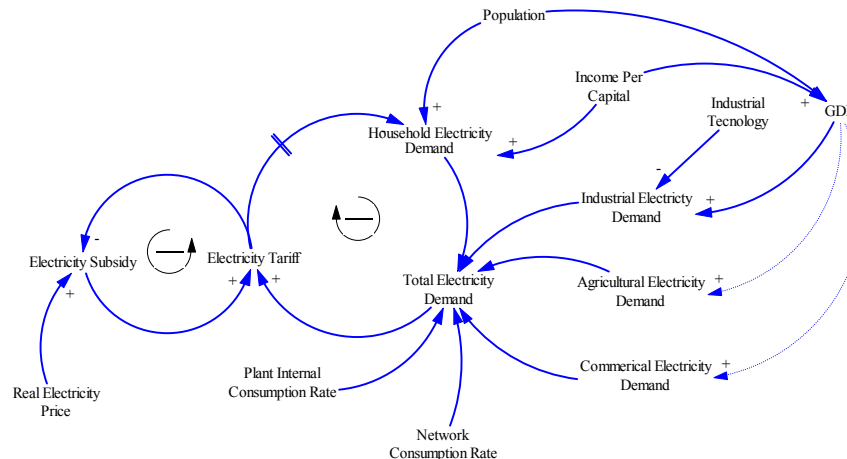 Population
Income Per
Capital
Industrial
Tecnology
+
GD
+
Household Electricity
Demand
+
-
Industrial Electricty
Demand
+
-
Electricity Subsidy
+
Electricity Tariff
+
+
Total Electricity
Demand
Agricultural Electricity
Demand
+
Plant Internal
Consumption Rate
Commerical Electricity
Demand
+
Real Electricity
Price
Network
Consumption Rate